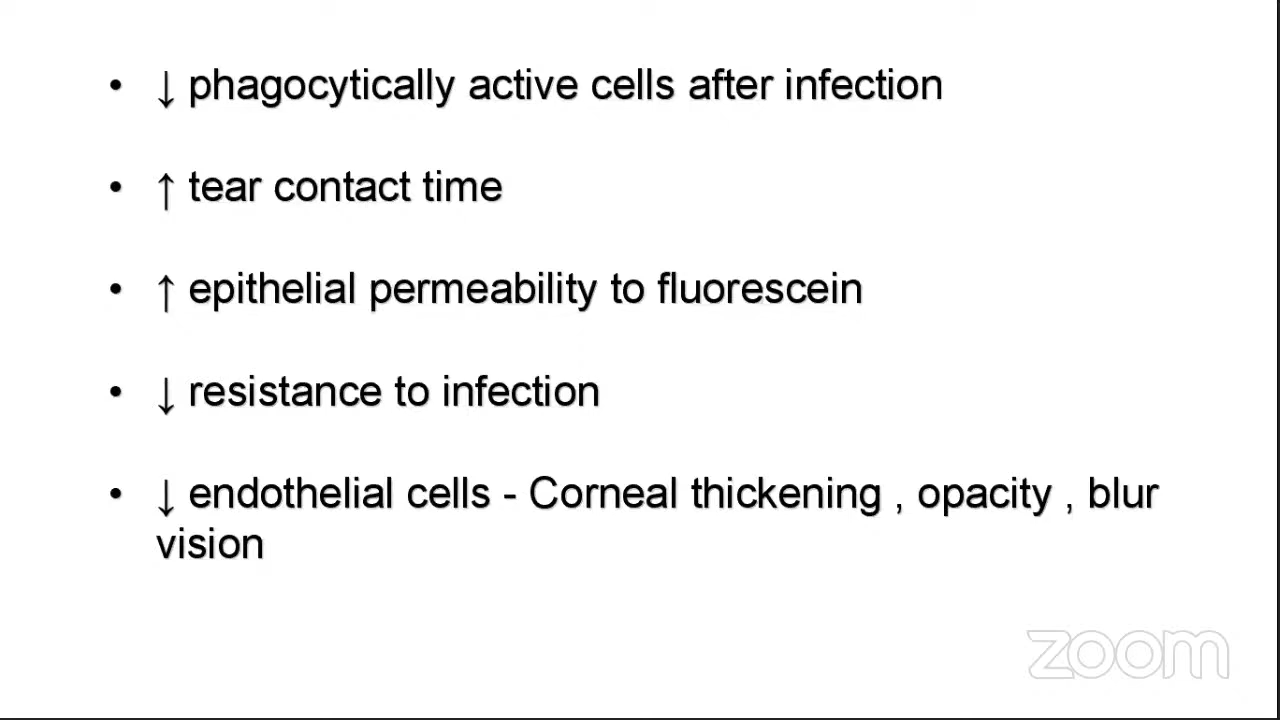 • ↓ phagocytically active cells after infection
• ↑ tear contact time
• ↑ epithelial permeability to fluorescein
• ↓ resistance to infection
• ↓ endothelial cells - Corneal thickening , opacity , blur
vision
zoom